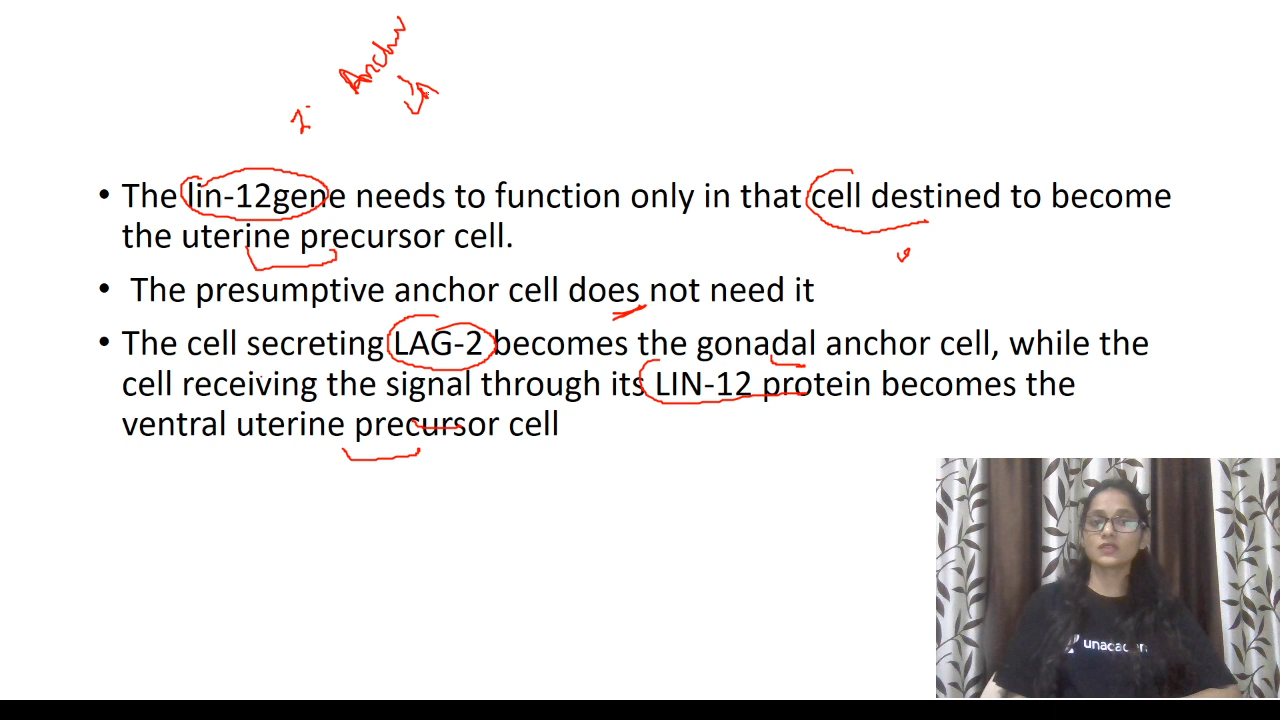 Anchor
• The lin-12gene needs to function only in that cell destined to become
the uterine precursor cell.
• The presumptive anchor cell does not need it
• The cell secreting LAG-2 becomes the gonadal anchor cell, while the
cell receiving the signal through its LIN-12 protein becomes the
ventral uterine precursor cell